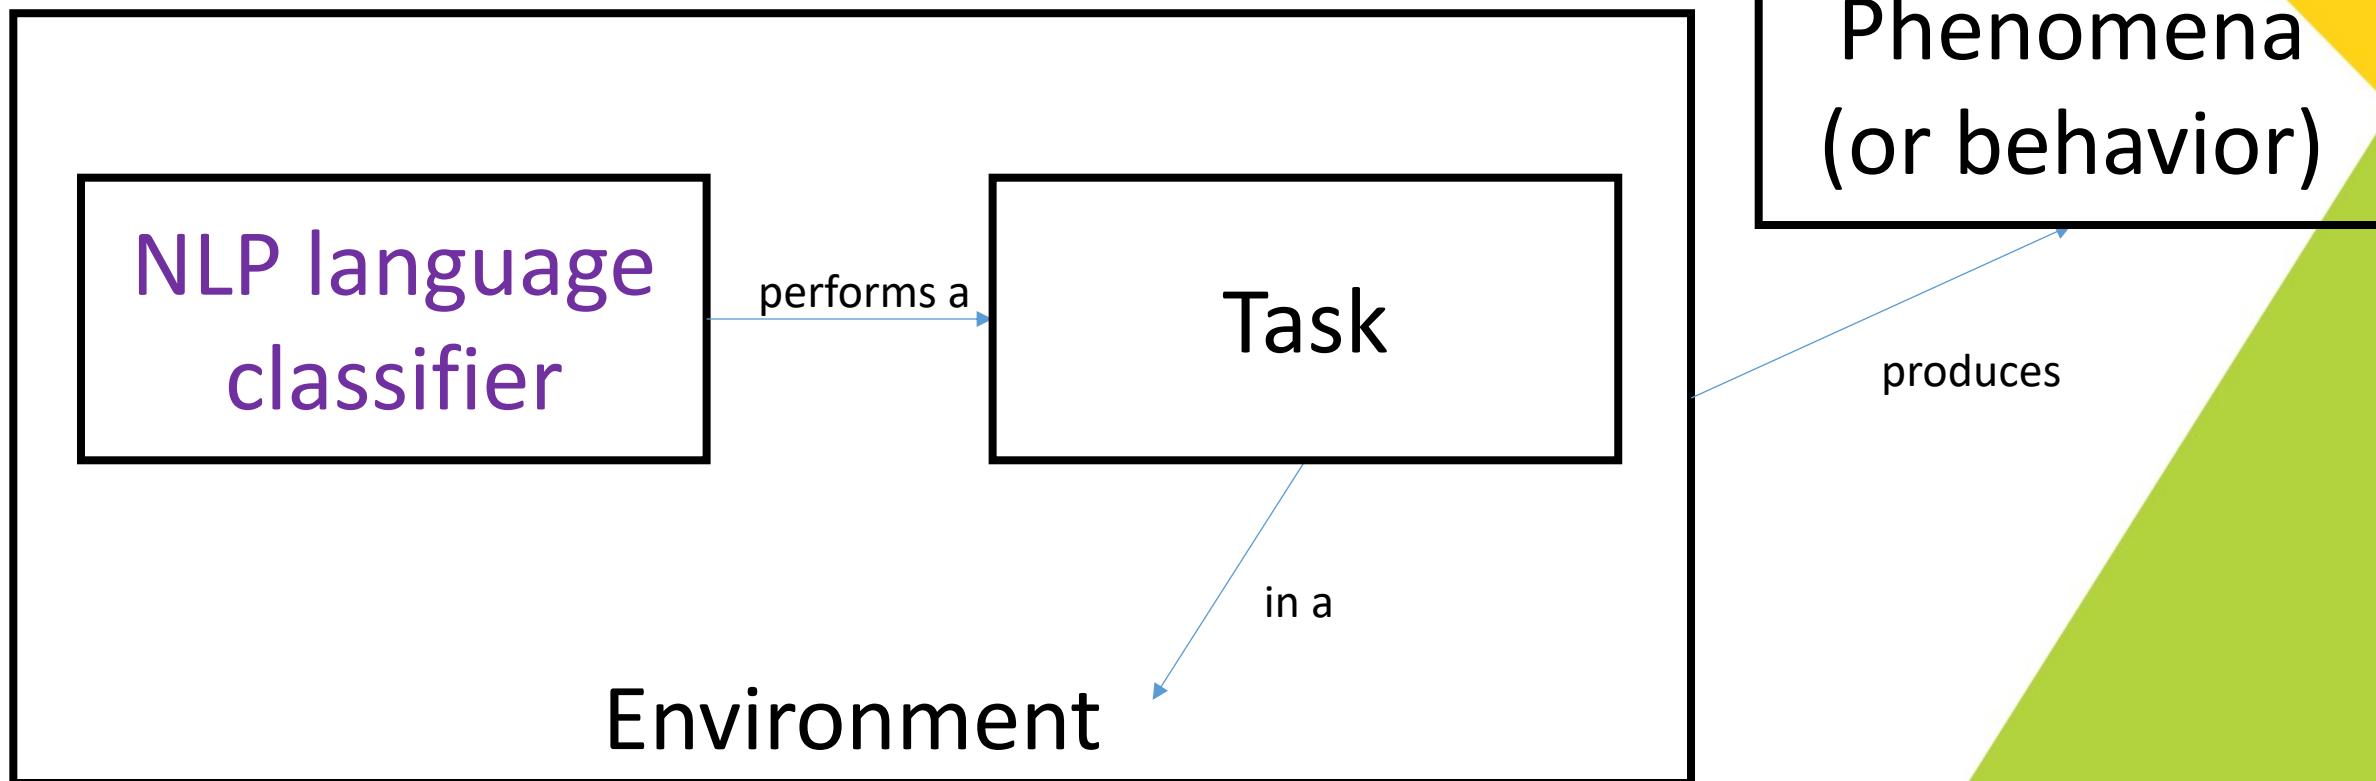 Phenomena
(or behavior)
NLP language
classifier
performs a
Task
produces
in a
Environment